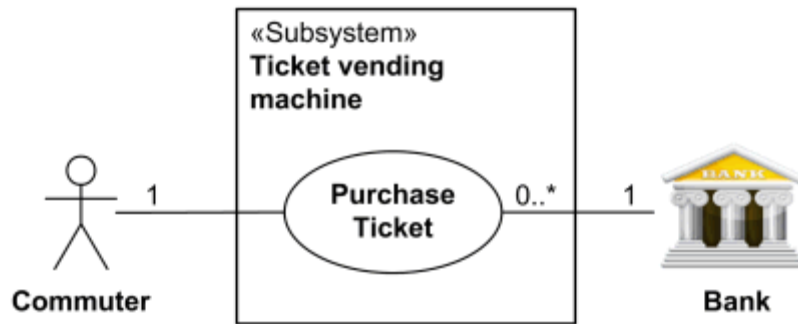 «Subsystem»
Ticket vending
machine
BANK
1
Purchase
Ticket
0..*
1
Commuter
Bank